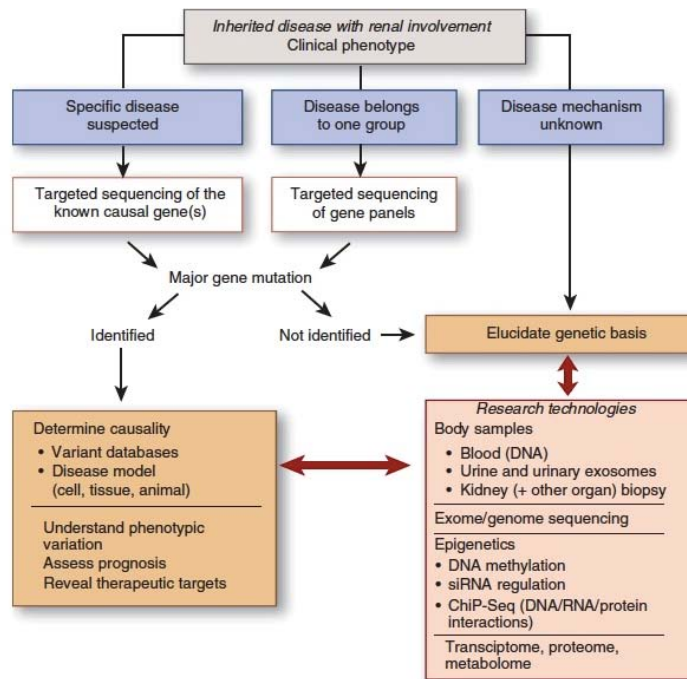 Inherited disease with renal involvement
Clinical phenotype
Specific disease
suspected
Disease belongs
to one group
Disease mechanism
unknown
Targeted sequencing of the
known causal gene(s)
Targeted sequencing
of gene panels
Major gene mutation
Identified
Not identified
Elucidate genetic basis
Determine causality
• Variant databases
• Disease model
(cell, tissue, animal)
Understand phenotypic
variation
Assess prognosis
Reveal therapeutic targets
Research technologies
Body samples
• Blood (DNA)
• Urine and urinary exosomes
• Kidney (+ other organ) biopsy
Exome/genome sequencing
Epigenetics
• DNA methylation
• siRNA regulation
• ChiP-Seq (DNA/RNA/protein
interactions)
Transciptome, proteome,
metabolome